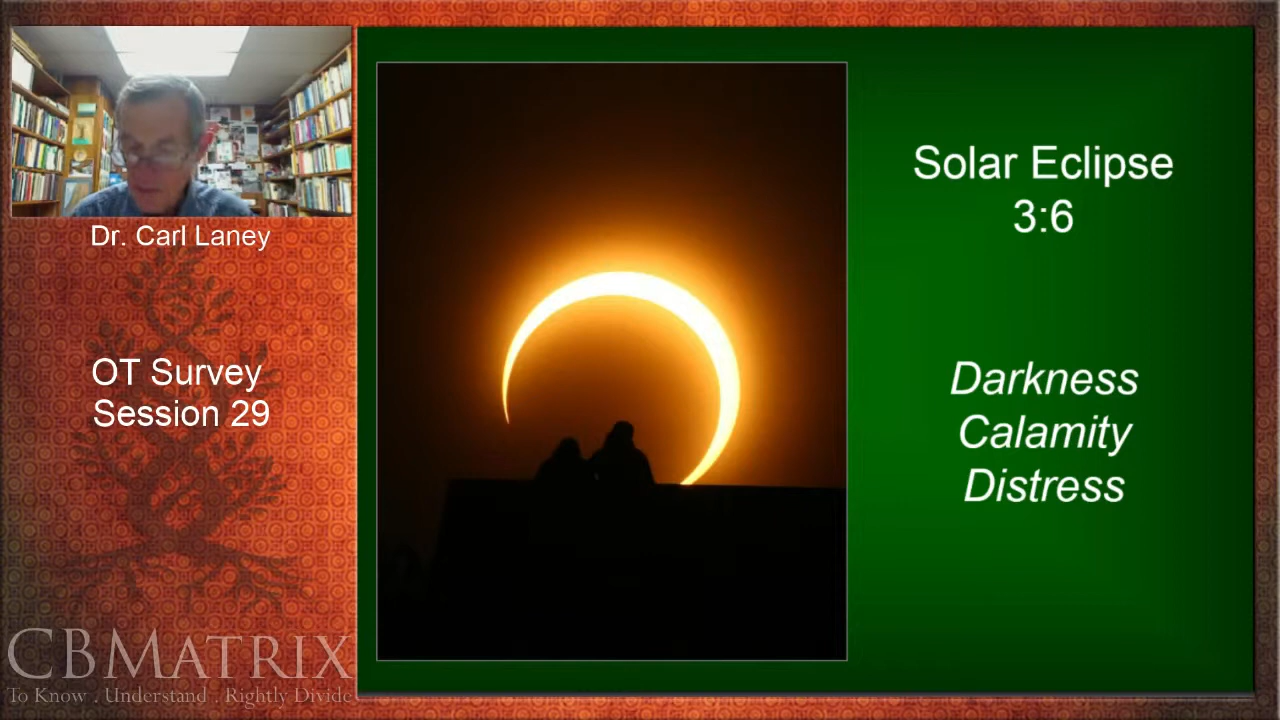 Dr. Carl Laney
OT Survey
Session 29
CBMATRIX
To Know . Understand . Rightly Divide
Solar Eclipse
3:6
Darkness
Calamity
Distress